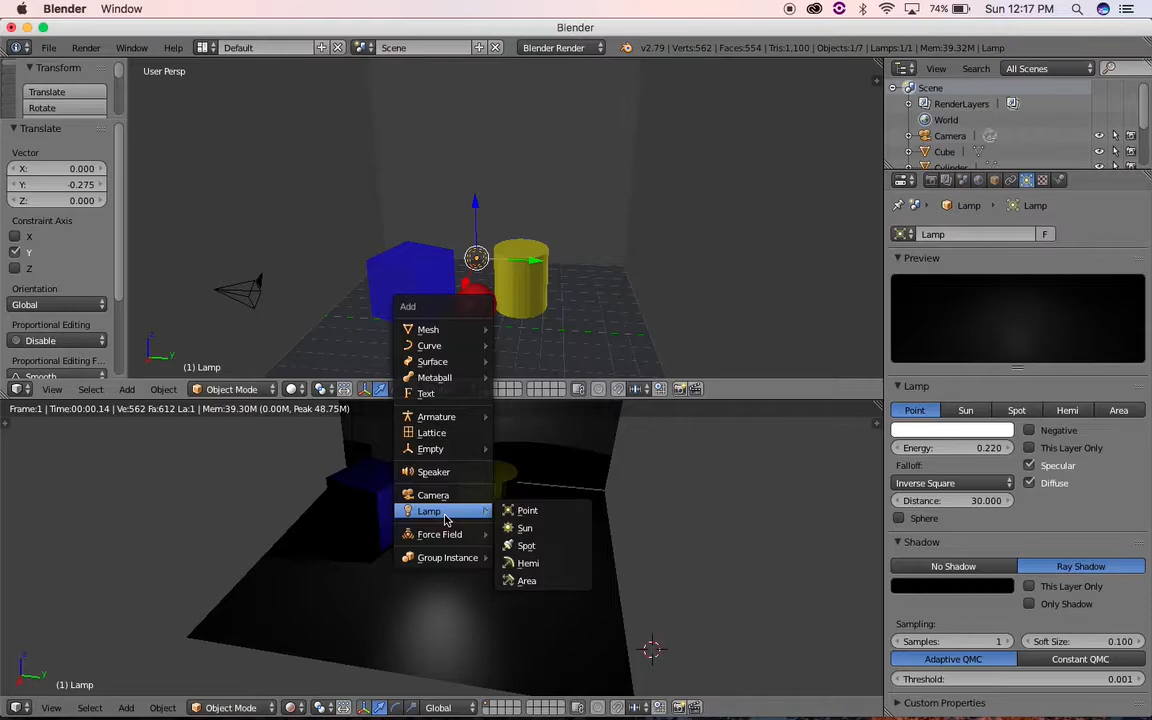 Blender Window 74% Sun 12:17 PM
Blender
File Render Window Help Default Scene Blender Render v2.79 | Verts:562 | Faces:554 | Tris:1,100 | Objects:1/7 | Lamps:1/1 | Mem:39.32M | Lamp
Transform
Translate
Rotate
Translate
Vector
X: 0.000
Y: -0.275
Z: 0.000
Constraint Axis
X
Y
Z
Orientation
Global
Proportional Editing
Disable
Proportional Editing F...
Smooth
User Persp
(1) Lamp
View Select Add Object Object Mode
Add
Mesh
Curve
Surface
Metaball
Text
Armature
Lattice
Empty
Speaker
Camera
Lamp
Force Field
Group Instance
Point
Sun
Spot
Hemi
Area
Frame:1 | Time:00:00.14 | Ve:562 Fa:612 La:1 | Mem:39.30M (0.00M, Peak 48.75M)
(1) Lamp
View Select Add Object Object Mode Global
View Search All Scenes
Scene
RenderLayers
World
Camera
Cube
Cylinder
Lamp Lamp
Lamp F
Preview
Lamp
Point Sun Spot Hemi Area
Negative
Energy: 0.220 This Layer Only
Falloff: Specular
Inverse Square Diffuse
Distance: 30.000
Sphere
Shadow
No Shadow Ray Shadow
This Layer Only
Only Shadow
Sampling:
Samples: 1 Soft Size: 0.100
Adaptive QMC Constant QMC
Threshold: 0.001
Custom Properties